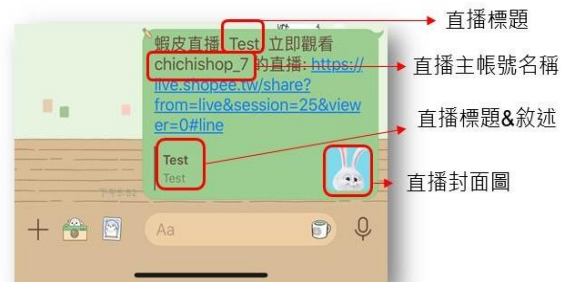 蝦皮直播 Test 立即觀看
chichishop_7 的直播: https://
live.shopee.tw/share?
from=live&session=25&view
er=0#line
Test
Test
Aa
直播標題
直播主帳號名稱
直播標題&敘述
直播封面圖